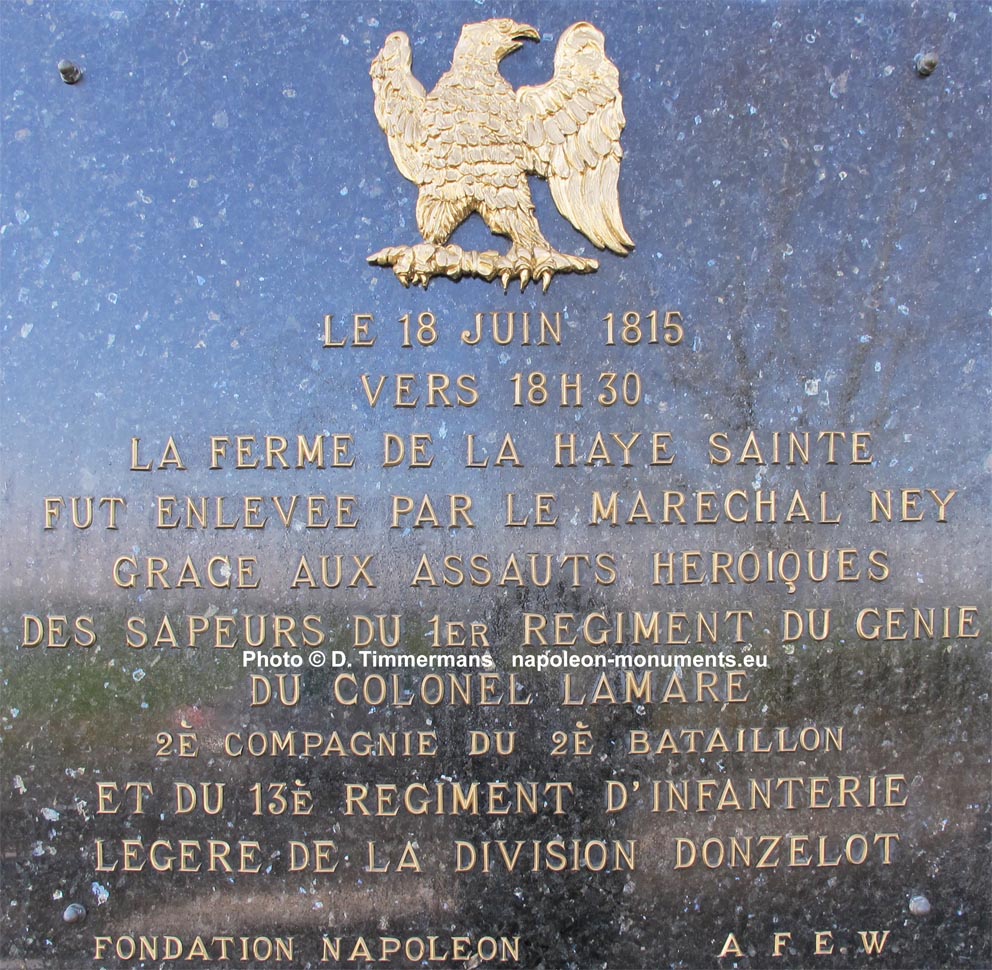 LE 18 JUIN 1815
VERS 18H30
LA FERME DE LA HAYE SAINTE
FUT ENLEVEE PAR LE MARECHAL NEY
GRACE AUX ASSAUTS HEROIQUES
DES SAPEURS DU 1ER REGIMENT DU GENIE
Photo © D. Timmermans napoleon-monuments.eu
DU COLONEL LAMARE
2È COMPAGNIE DU 2È BATAILLON
ET DU 13È REGIMENT D'INFANTERIE
LEGERE DE LA DIVISION DONZELOT
FONDATION NAPOLEON A F E.W